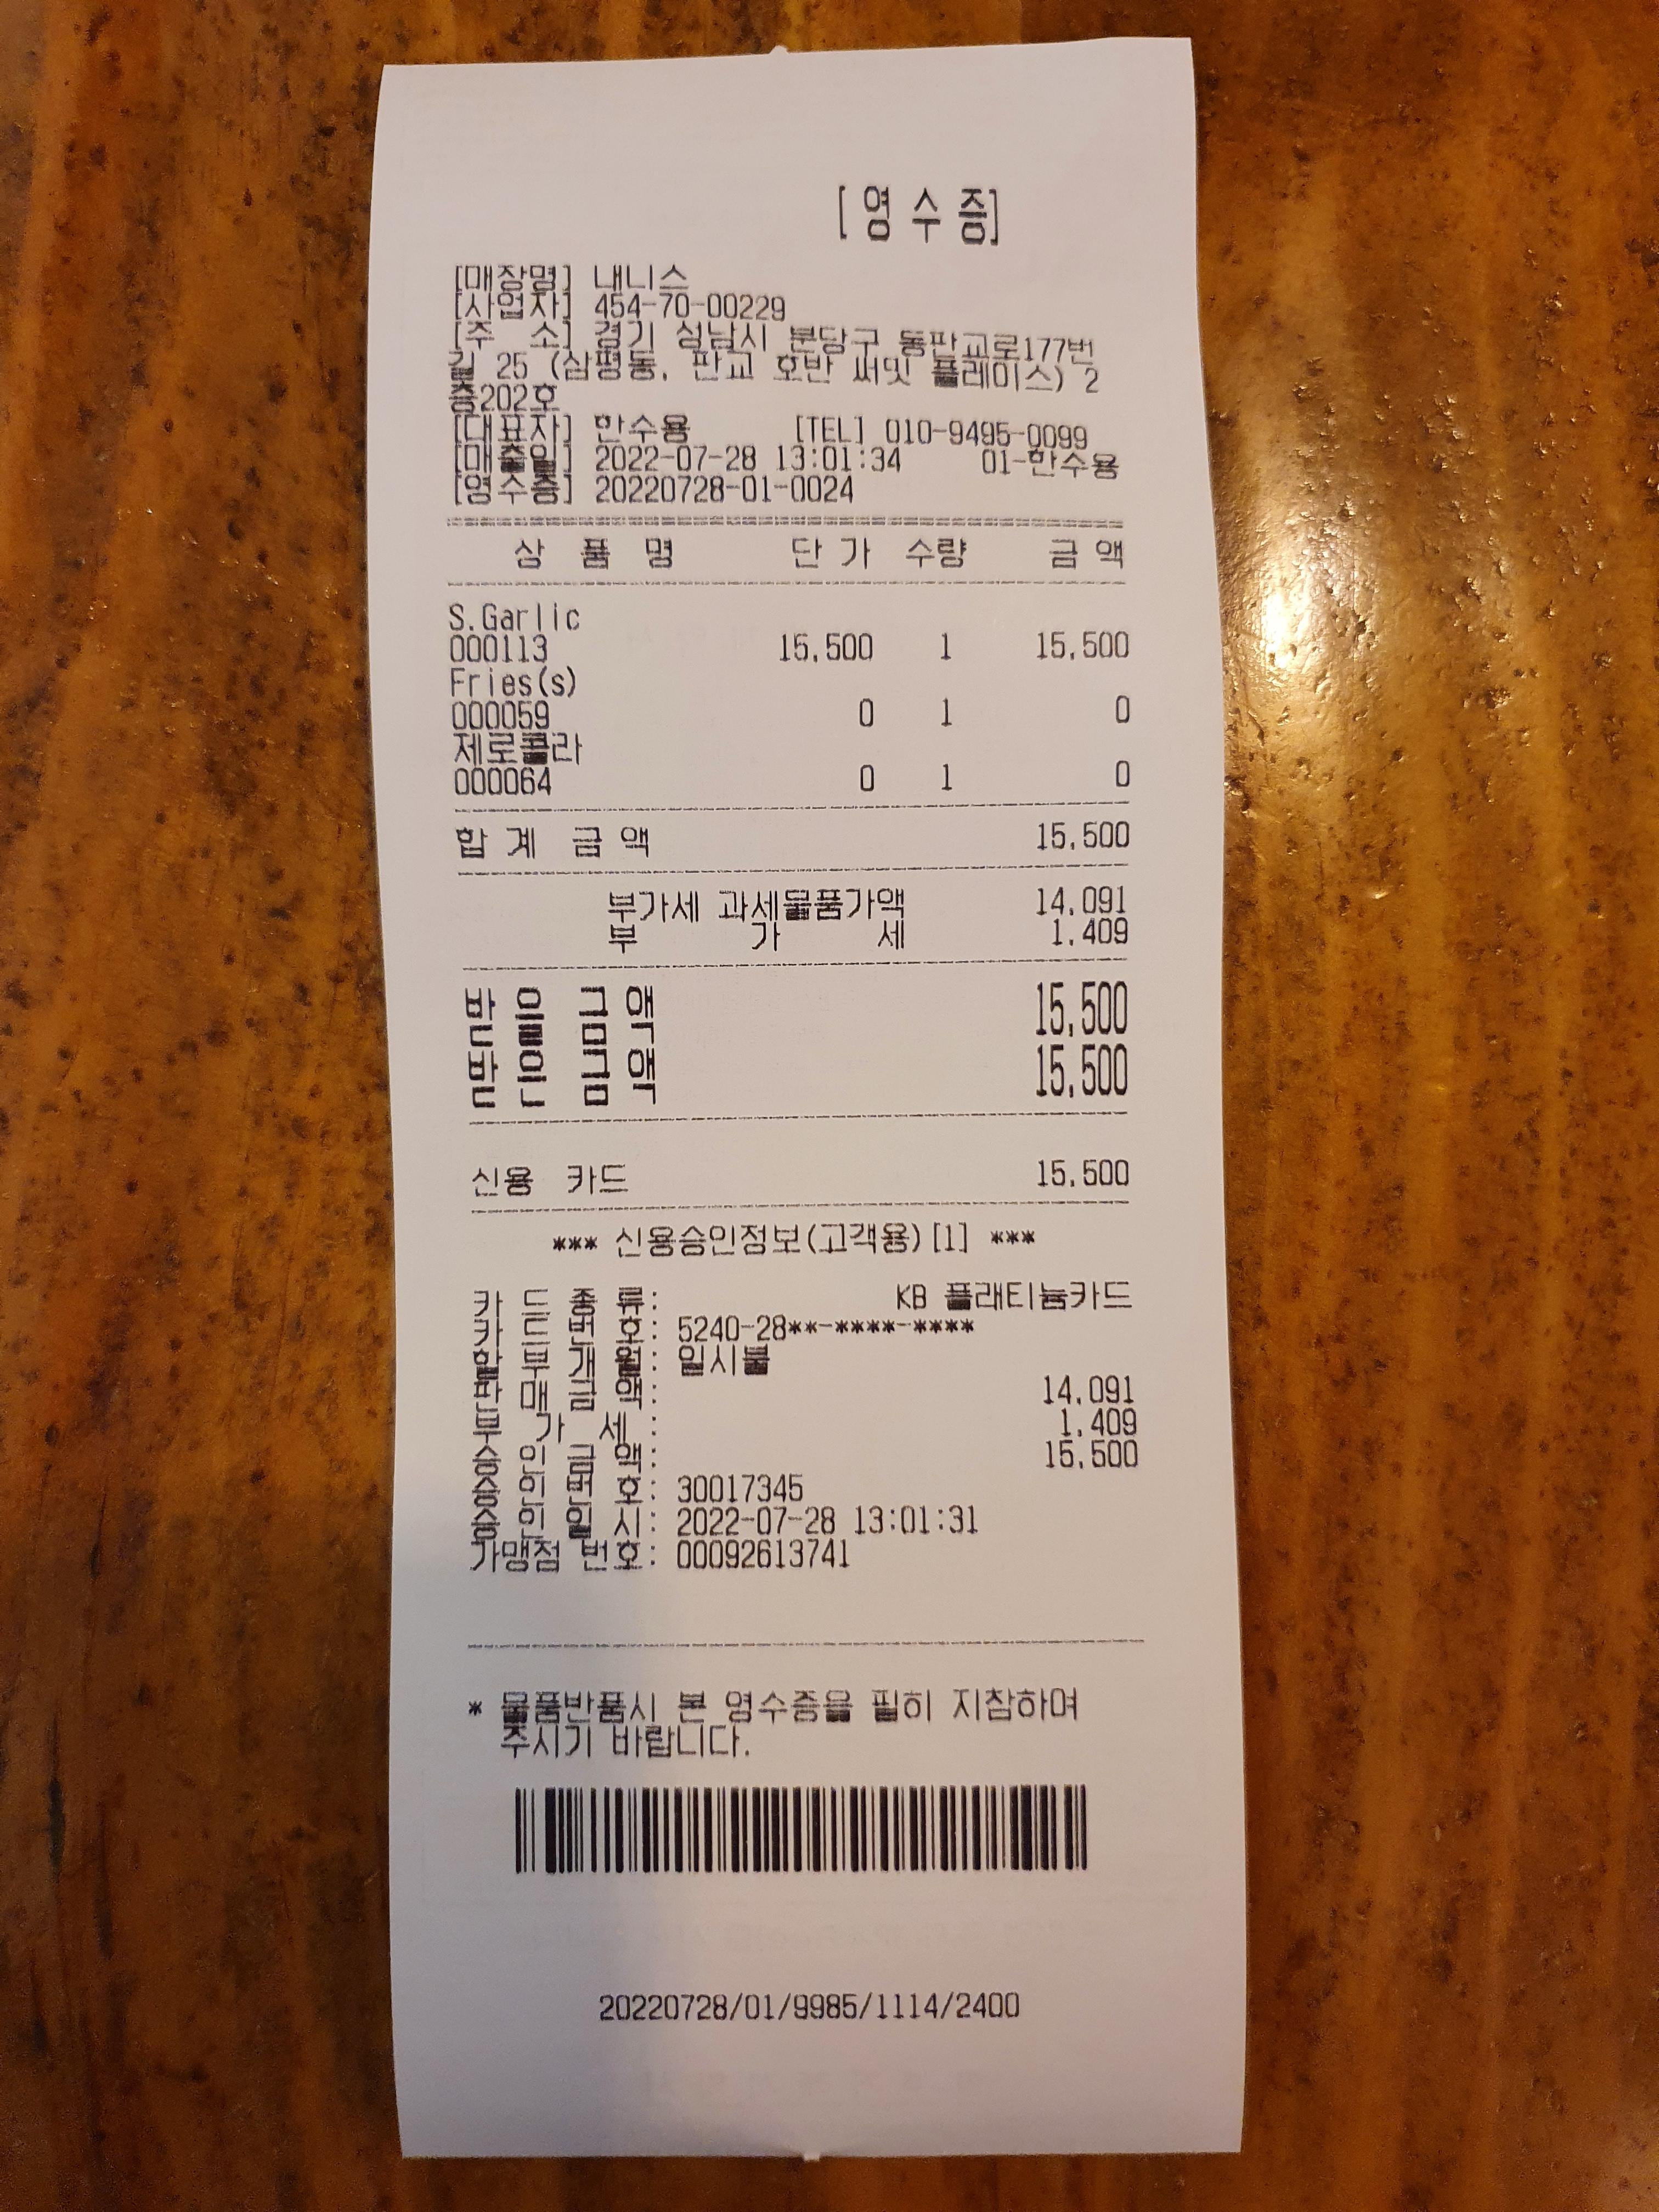 [영 수 증]
[매장명] 내니스
[사업자] 454-70-00229
[주 소] 경기 성남시 분당구 동판교로177번
길 25 (삼평동, 판교 호반 써밋 플레이스) 2
층202호
[대표자] 한수용 [TEL] 010-9495-0099
[매출일] 2022-07-28 13:01:34 01-한수용
[영수증] 20220728-01-0024
상 품 명 단 가 수량 금 액
S.Garlic
000113 15,500 1 15,500
Fries(s)
000059 0 1 0
제로콜라
000064 0 1 0
합 계 금 액 15,500
부가세 과세물품가액 14,091
부 가 세 1,409
받 을 금 액 15,500
받 은 금 액 15,500
신용 카드 15,500
*** 신용승인정보(고객용)[1] ***
카 드 종 류: KB 플래티늄카드
카 드 번 호: 5240-28**-****-****
할 부 개 월: 일시불
판 매 금 액: 14,091
부 가 세 : 1,409
승 인 금 액: 15,500
승 인 번 호: 30017345
승 인 일 시: 2022-07-28 13:01:31
가맹점 번호: 00092613741
* 물품반품시 본 영수증을 필히 지참하며
주시기 바랍니다.
20220728/01/9985/1114/2400